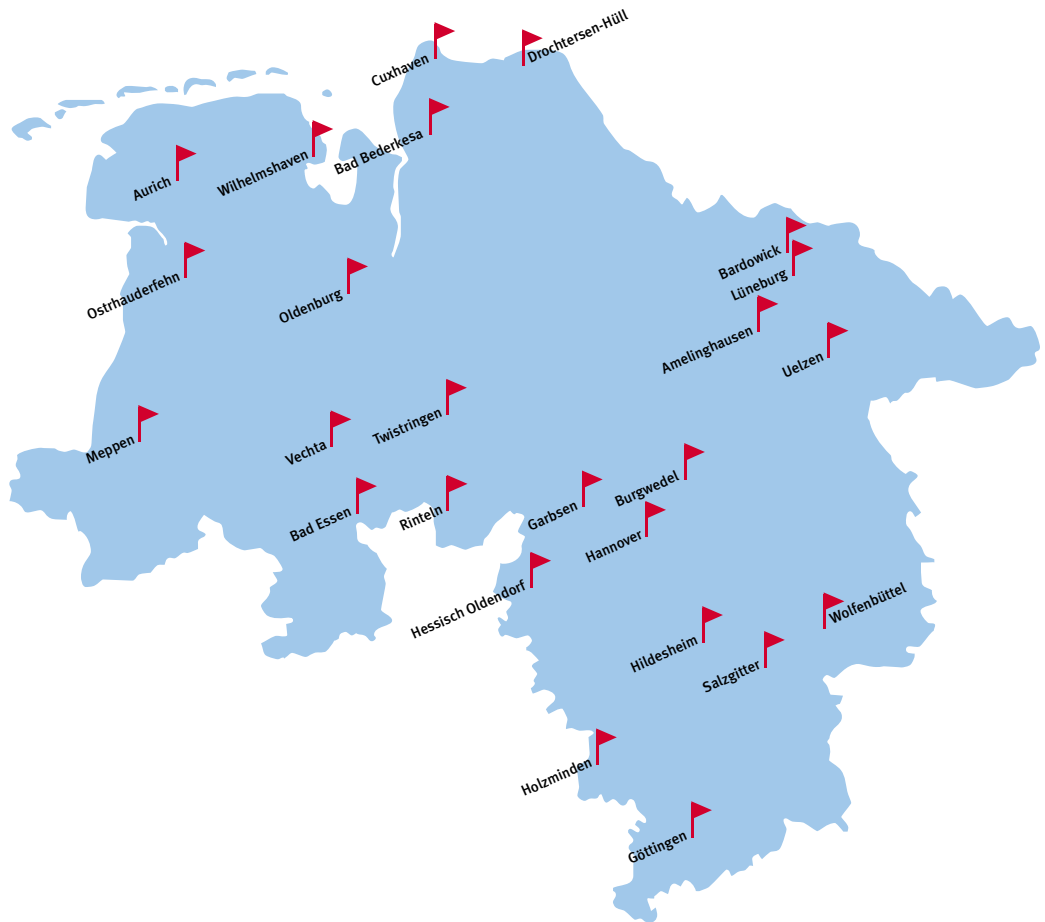 Drochtersen-Hüll
Cuxhaven
Bad Bederkesa
Wilhelmshaven
Aurich
Bardowick
Ostrhauderfehn
Oldenburg
Lüneburg
Amelinghausen
Uelzen
Twistringen
Meppen
Vechta
Burgwedel
Bad Essen
Rinteln
Garbsen
Hannover
Hessisch Oldendorf
Wolfenbüttel
Hildesheim
Salzgitter
Holzminden
Göttingen